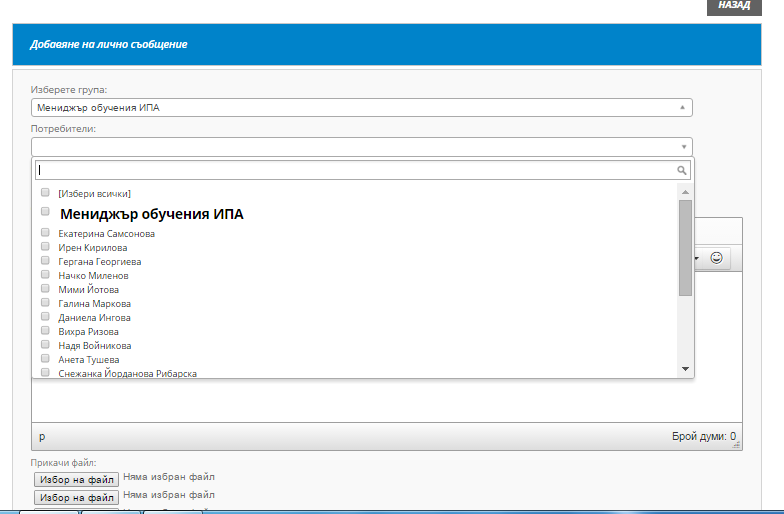 НАЗАД
Добавяне на лично съобщение
Изберете група:
Мениджър обучения ИПА
Потребители:
[Избери всички]
Мениджър обучения ИПА
Екатерина Самсонова
Ирен Кирилова
Гергана Георгиева
Начко Миленов
Мими Йотова
Галина Маркова
Даниела Ингова
Вихра Ризова
Надя Войникова
Анета Тушева
Снежанка Йорданова Рибарска
p
Брой думи: 0
Прикачи файл:
Избор на файл Няма избран файл
Избор на файл Няма избран файл